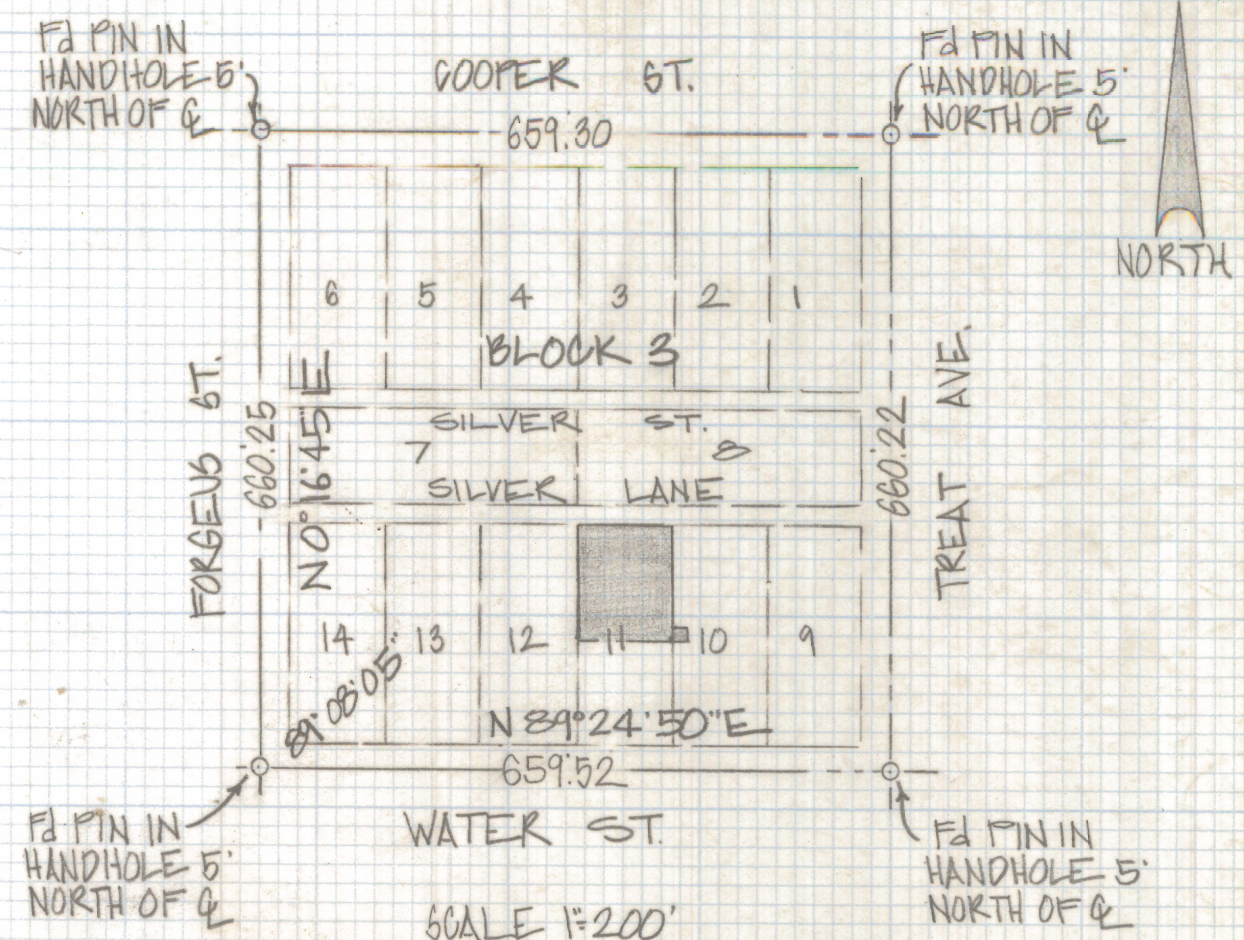 Fd PIN IN
HANDHOLE 5'
NORTH OF ℄
COOPER ST.
Fd PIN IN
HANDHOLE 5'
NORTH OF ℄
659.30
NORTH
6 5 4 3 2 1
BLOCK 3
FORGEUS ST.
660.25
N 0° 16' 45" E
SILVER ST.
7 8
SILVER LANE
660.22
TREAT AVE.
14 13 12 11 10 9
89° 08' 05"
N 89° 24' 50" E
659.52
Fd PIN IN
HANDHOLE 5'
NORTH OF ℄
WATER ST.
Fd PIN IN
HANDHOLE 5'
NORTH OF ℄
SCALE 1"=200'